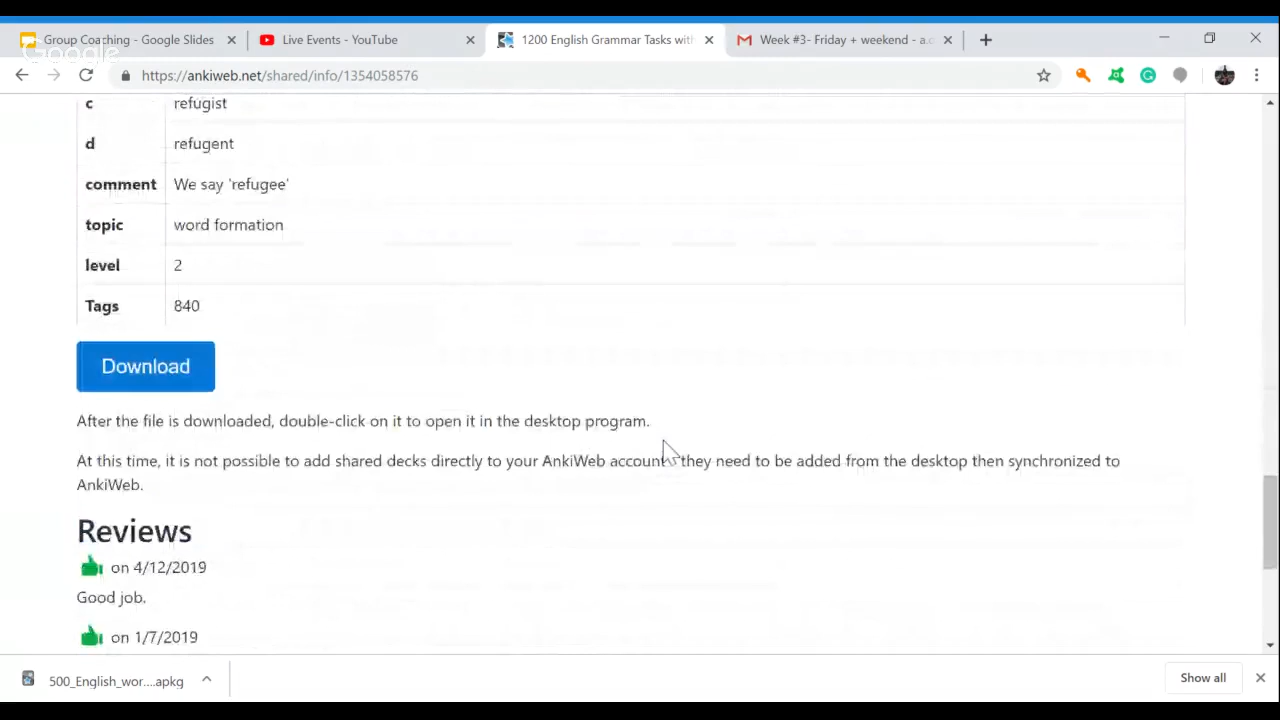 Group Coaching - Google Slides
Live Events - YouTube
1200 English Grammar Tasks with
Week #3- Friday + weekend - a.o
Google
https://ankiweb.net/shared/info/1354058576
c refugist
d refugent
comment We say 'refugee'
topic word formation
level 2
Tags 840
Download
After the file is downloaded, double-click on it to open it in the desktop program.
At this time, it is not possible to add shared decks directly to your AnkiWeb account they need to be added from the desktop then synchronized to
AnkiWeb.
Reviews
on 4/12/2019
Good job.
on 1/7/2019
500_English_wor....apkg
Show all